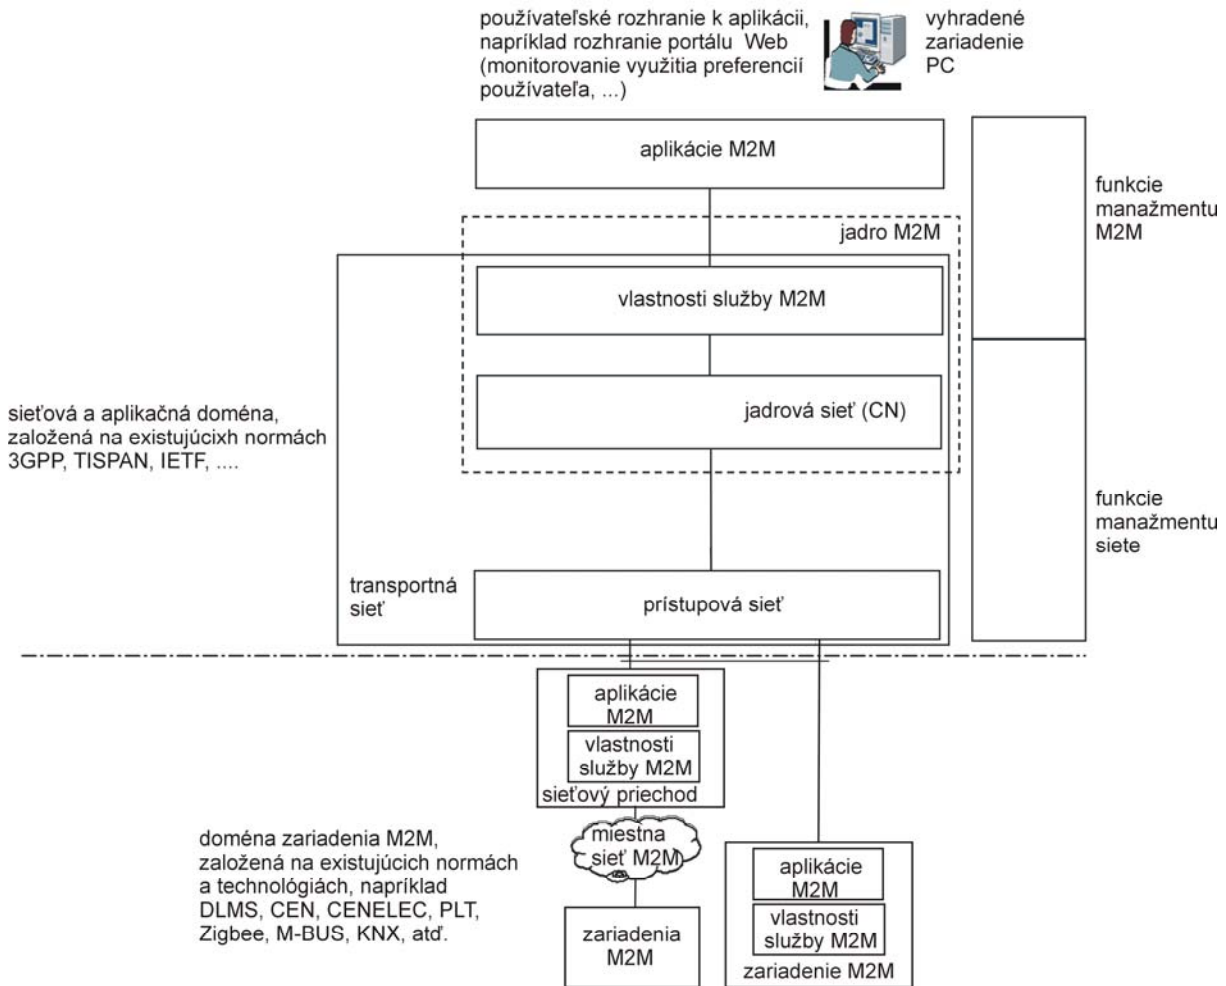 používateľské rozhranie k aplikácii,
napríklad rozhranie portálu Web
(monitorovanie využitia preferencií
používateľa, ...)
vyhradené
zariadenie
PC
aplikácie M2M
funkcie
manažmentu
M2M
jadro M2M
vlastnosti služby M2M
jadrová sieť (CN)
sieťová a aplikačná doména,
založená na existujúcixh normách
3GPP, TISPAN, IETF, ....
funkcie
manažmentu
siete
transportná
sieť
prístupová sieť
aplikácie
M2M
vlastnosti
služby M2M
sieťový priechod
miestna
sieť M2M
doména zariadenia M2M,
založená na existujúcich normách
a technológiách, napríklad
DLMS, CEN, CENELEC, PLT,
Zigbee, M-BUS, KNX, atď.
zariadenia
M2M
aplikácie
M2M
vlastnosti
služby M2M
zariadenie M2M